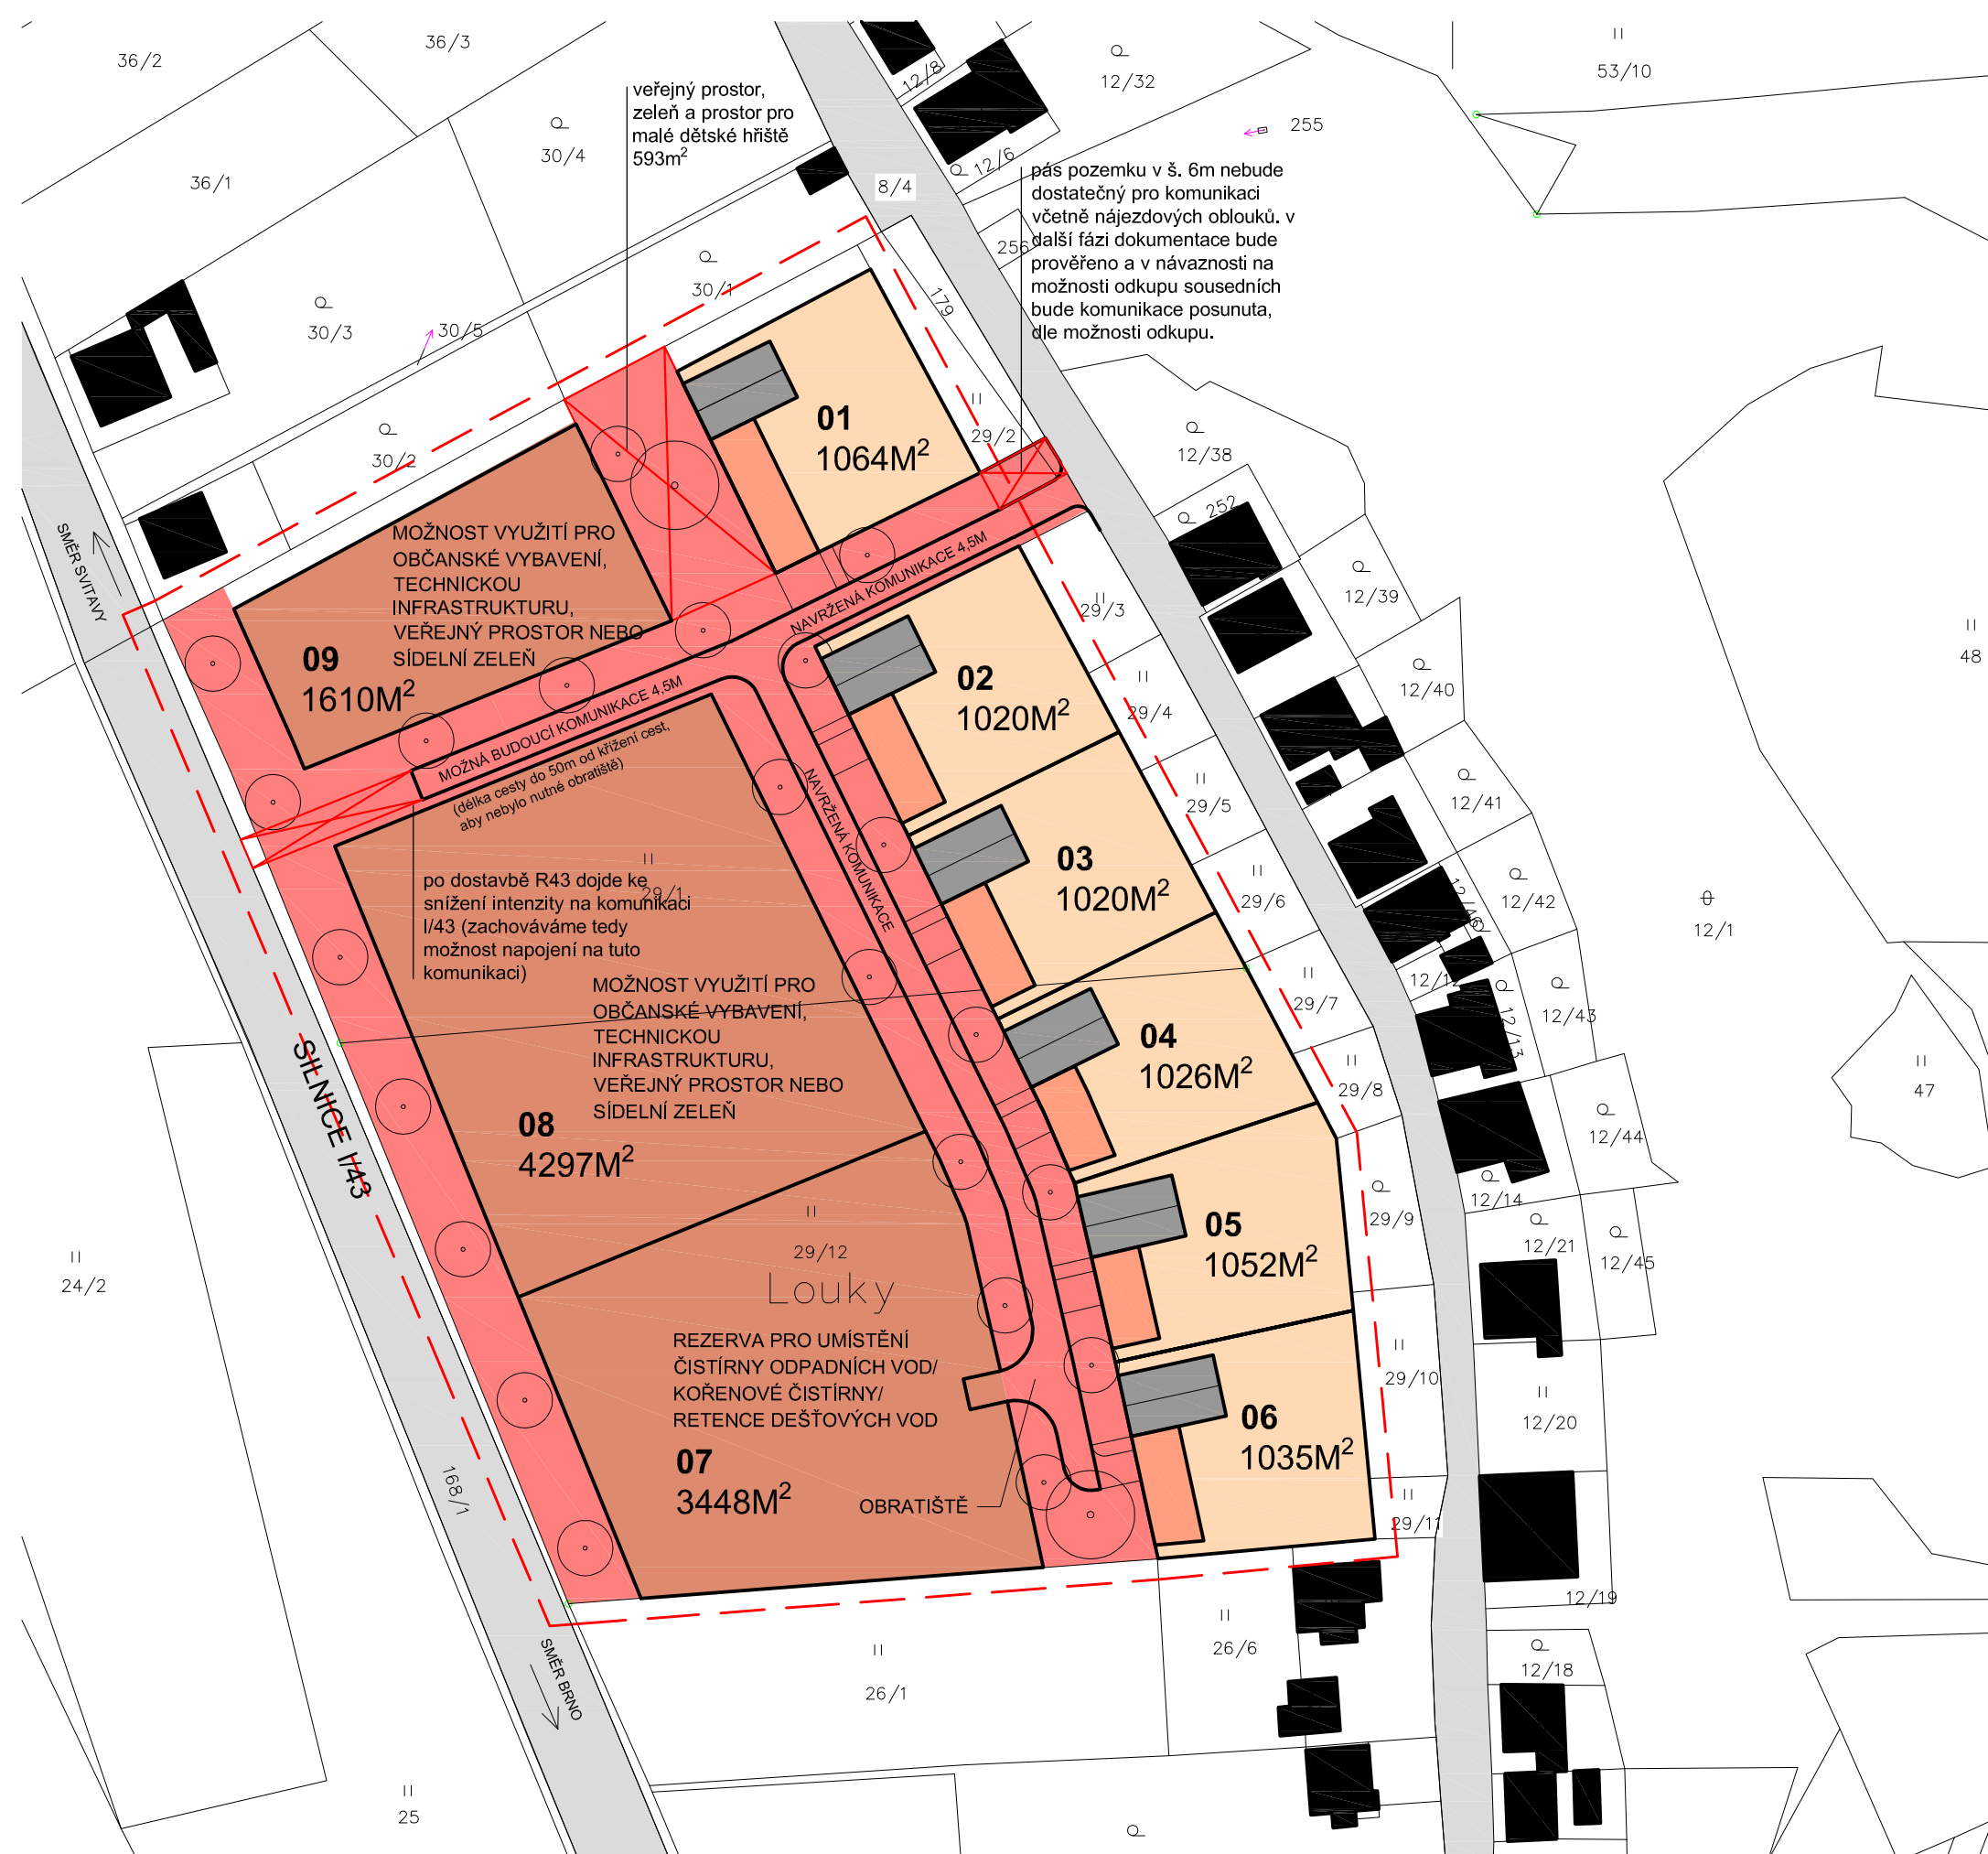 36/2
36/3
53/10
12/8
12/32
veřejný prostor,
zeleň a prostor pro
malé dětské hřiště
593m²
30/4
255
12/6
36/1
8/4
pás pozemku v š. 6m nebude
dostatečný pro komunikaci
včetně nájezdových oblouků. v
další fázi dokumentace bude
prověřeno a v návaznosti na
možnosti odkupu sousedních
bude komunikace posunuta,
dle možnosti odkupu.
256
30/1
179
30/3
30/5
01
1064M²
29/2
30/2
12/38
252
SMĚR SVITAVY
MOŽNOST VYUŽITÍ PRO
OBČANSKÉ VYBAVENÍ,
TECHNICKOU
INFRASTRUKTURU,
VEŘEJNÝ PROSTOR NEBO
SÍDELNÍ ZELEŇ
09
1610M²
NAVRŽENÁ KOMUNIKACE 4,5M
29/3
12/39
48
02
1020M²
29/4
12/40
MOŽNÁ BUDOUCÍ KOMUNIKACE 4,5M
(délka cesty do 50m od křížení cest,
aby nebylo nutné obratiště)
NAVRŽENÁ KOMUNIKACE
29/5
12/41
03
1020M²
29/1
po dostavbě R43 dojde ke
snížení intenzity na komunikaci
I/43 (zachováváme tedy
možnost napojení na tuto
komunikaci)
29/6
12/46
12/42
12/1
29/7
12/12
12/13
12/43
MOŽNOST VYUŽITÍ PRO
OBČANSKÉ VYBAVENÍ,
TECHNICKOU
INFRASTRUKTURU,
VEŘEJNÝ PROSTOR NEBO
SÍDELNÍ ZELEŇ
04
1026M²
29/8
47
SILNICE I/43
08
4297M²
12/44
12/14
05
1052M²
29/9
12/21
12/45
24/2
29/12
Louky
REZERVA PRO UMÍSTĚNÍ
ČISTÍRNY ODPADNÍCH VOD/
KOŘENOVÉ ČISTÍRNY/
RETENCE DEŠŤOVÝCH VOD
29/10
06
1035M²
12/20
07
3448M²
168/1
OBRATIŠTĚ
29/11
12/19
SMĚR BRNO
26/6
12/18
26/1
25